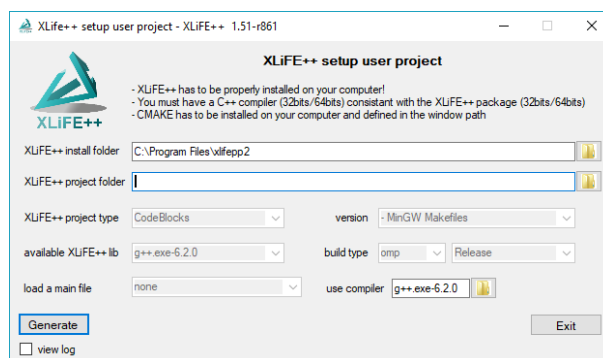 XLife++ setup user project - XLiFE++ 1.51-r861
XLiFE++ setup user project
- XLiFE++ has to be properly installed on your computer!
- You must have a C++ compiler (32bits/64bits) consistant with the XLiFE++ package (32bits/64bits)
- CMAKE has to be installed on your computer and defined in the window path
XLiFE++
XLiFE++ install folder C:\Program Files\xlifepp2
XLiFE++ project folder
XLiFE++ project type CodeBlocks version - MinGW Makefiles
available XLiFE++ lib g++.exe-6.2.0 build type omp Release
load a main file none use compiler g++.exe-6.2.0
Generate Exit
view log